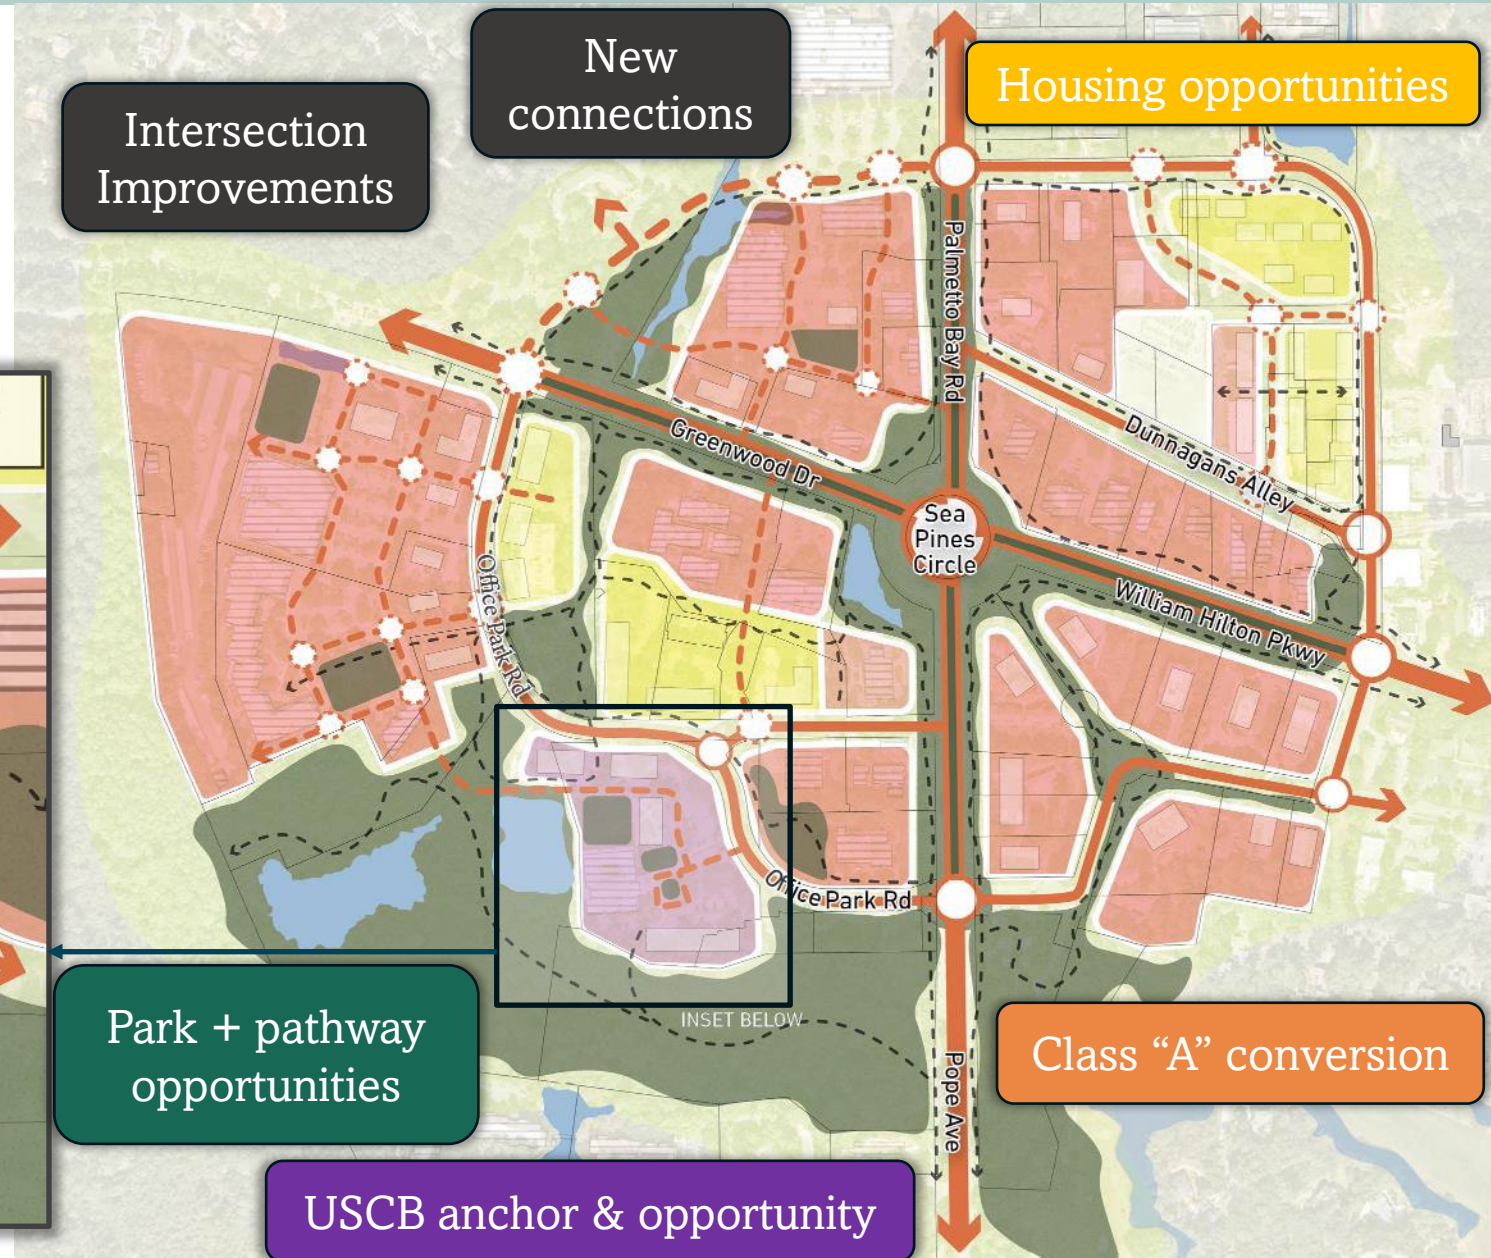 New
connections
Housing opportunities
Intersection
Improvements
Palmetto Bay Rd
Greenwood Dr
Dunnagans Alley
Sea
Pines
Circle
Office Park Rd
William Hilton Pkwy
Office Park Rd
INSET BELOW
Park + pathway
opportunities
Class “A” conversion
Pope Ave
USCB anchor & opportunity